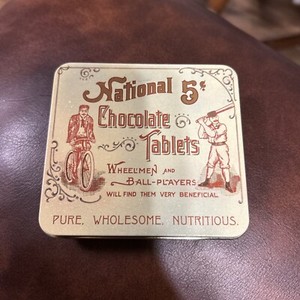 National 5¢
Chocolate
Tablets
WHEELMEN AND
BALL-PLAYERS
WILL FIND THEM VERY BENEFICIAL.
PURE, WHOLESOME, NUTRITIOUS.